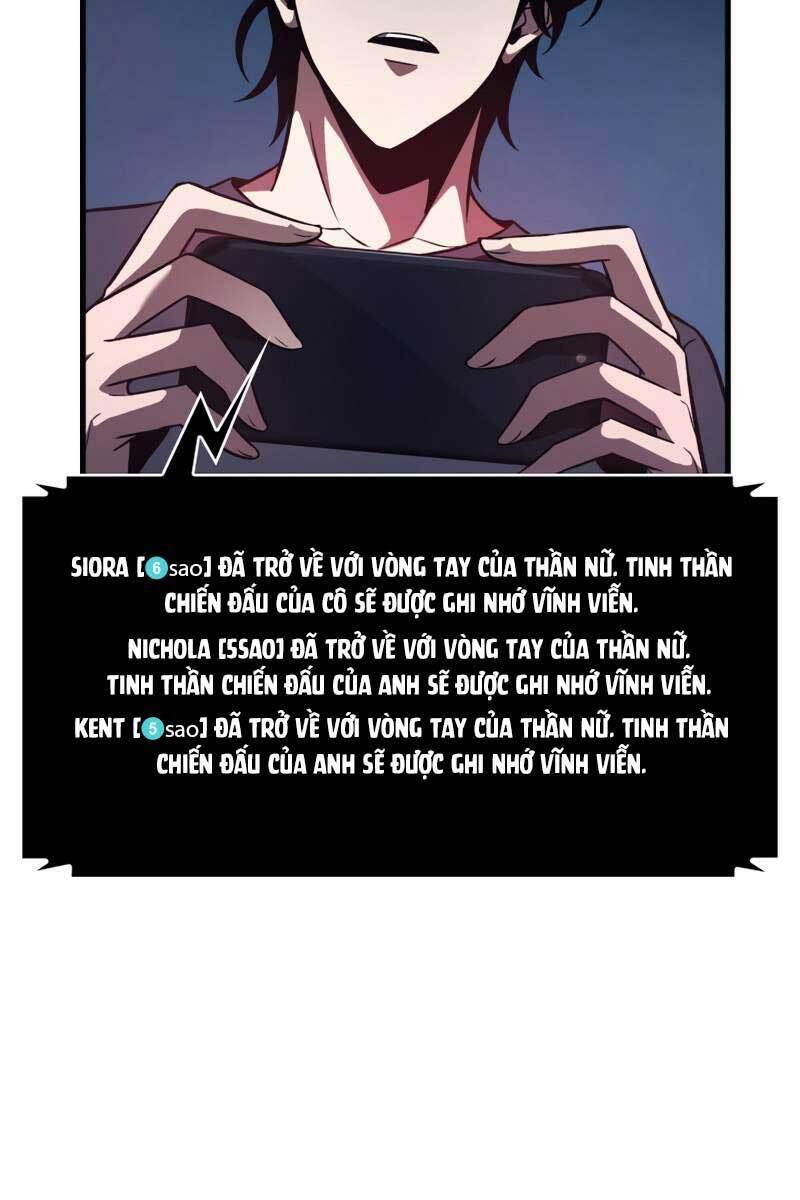 SIORA [6sao] ĐÃ TRỞ VỀ VỚI VÒNG TAY CỦA THẦN NỮ. TINH THẦN
CHIẾN ĐẤU CỦA CÔ SẼ ĐƯỢC GHI NHỚ VĨNH VIỄN.
NICHOLA [5SAO] ĐÃ TRỞ VỀ VỚI VÒNG TAY CỦA THẦN NỮ.
TINH THẦN CHIẾN ĐẤU CỦA ANH SẼ ĐƯỢC GHI NHỚ VĨNH VIỄN.
KENT [5sao] ĐÃ TRỞ VỀ VỚI VÒNG TAY CỦA THẦN NỮ. TINH THẦN
CHIẾN ĐẤU CỦA ANH SẼ ĐƯỢC GHI NHỚ VĨNH VIỄN.